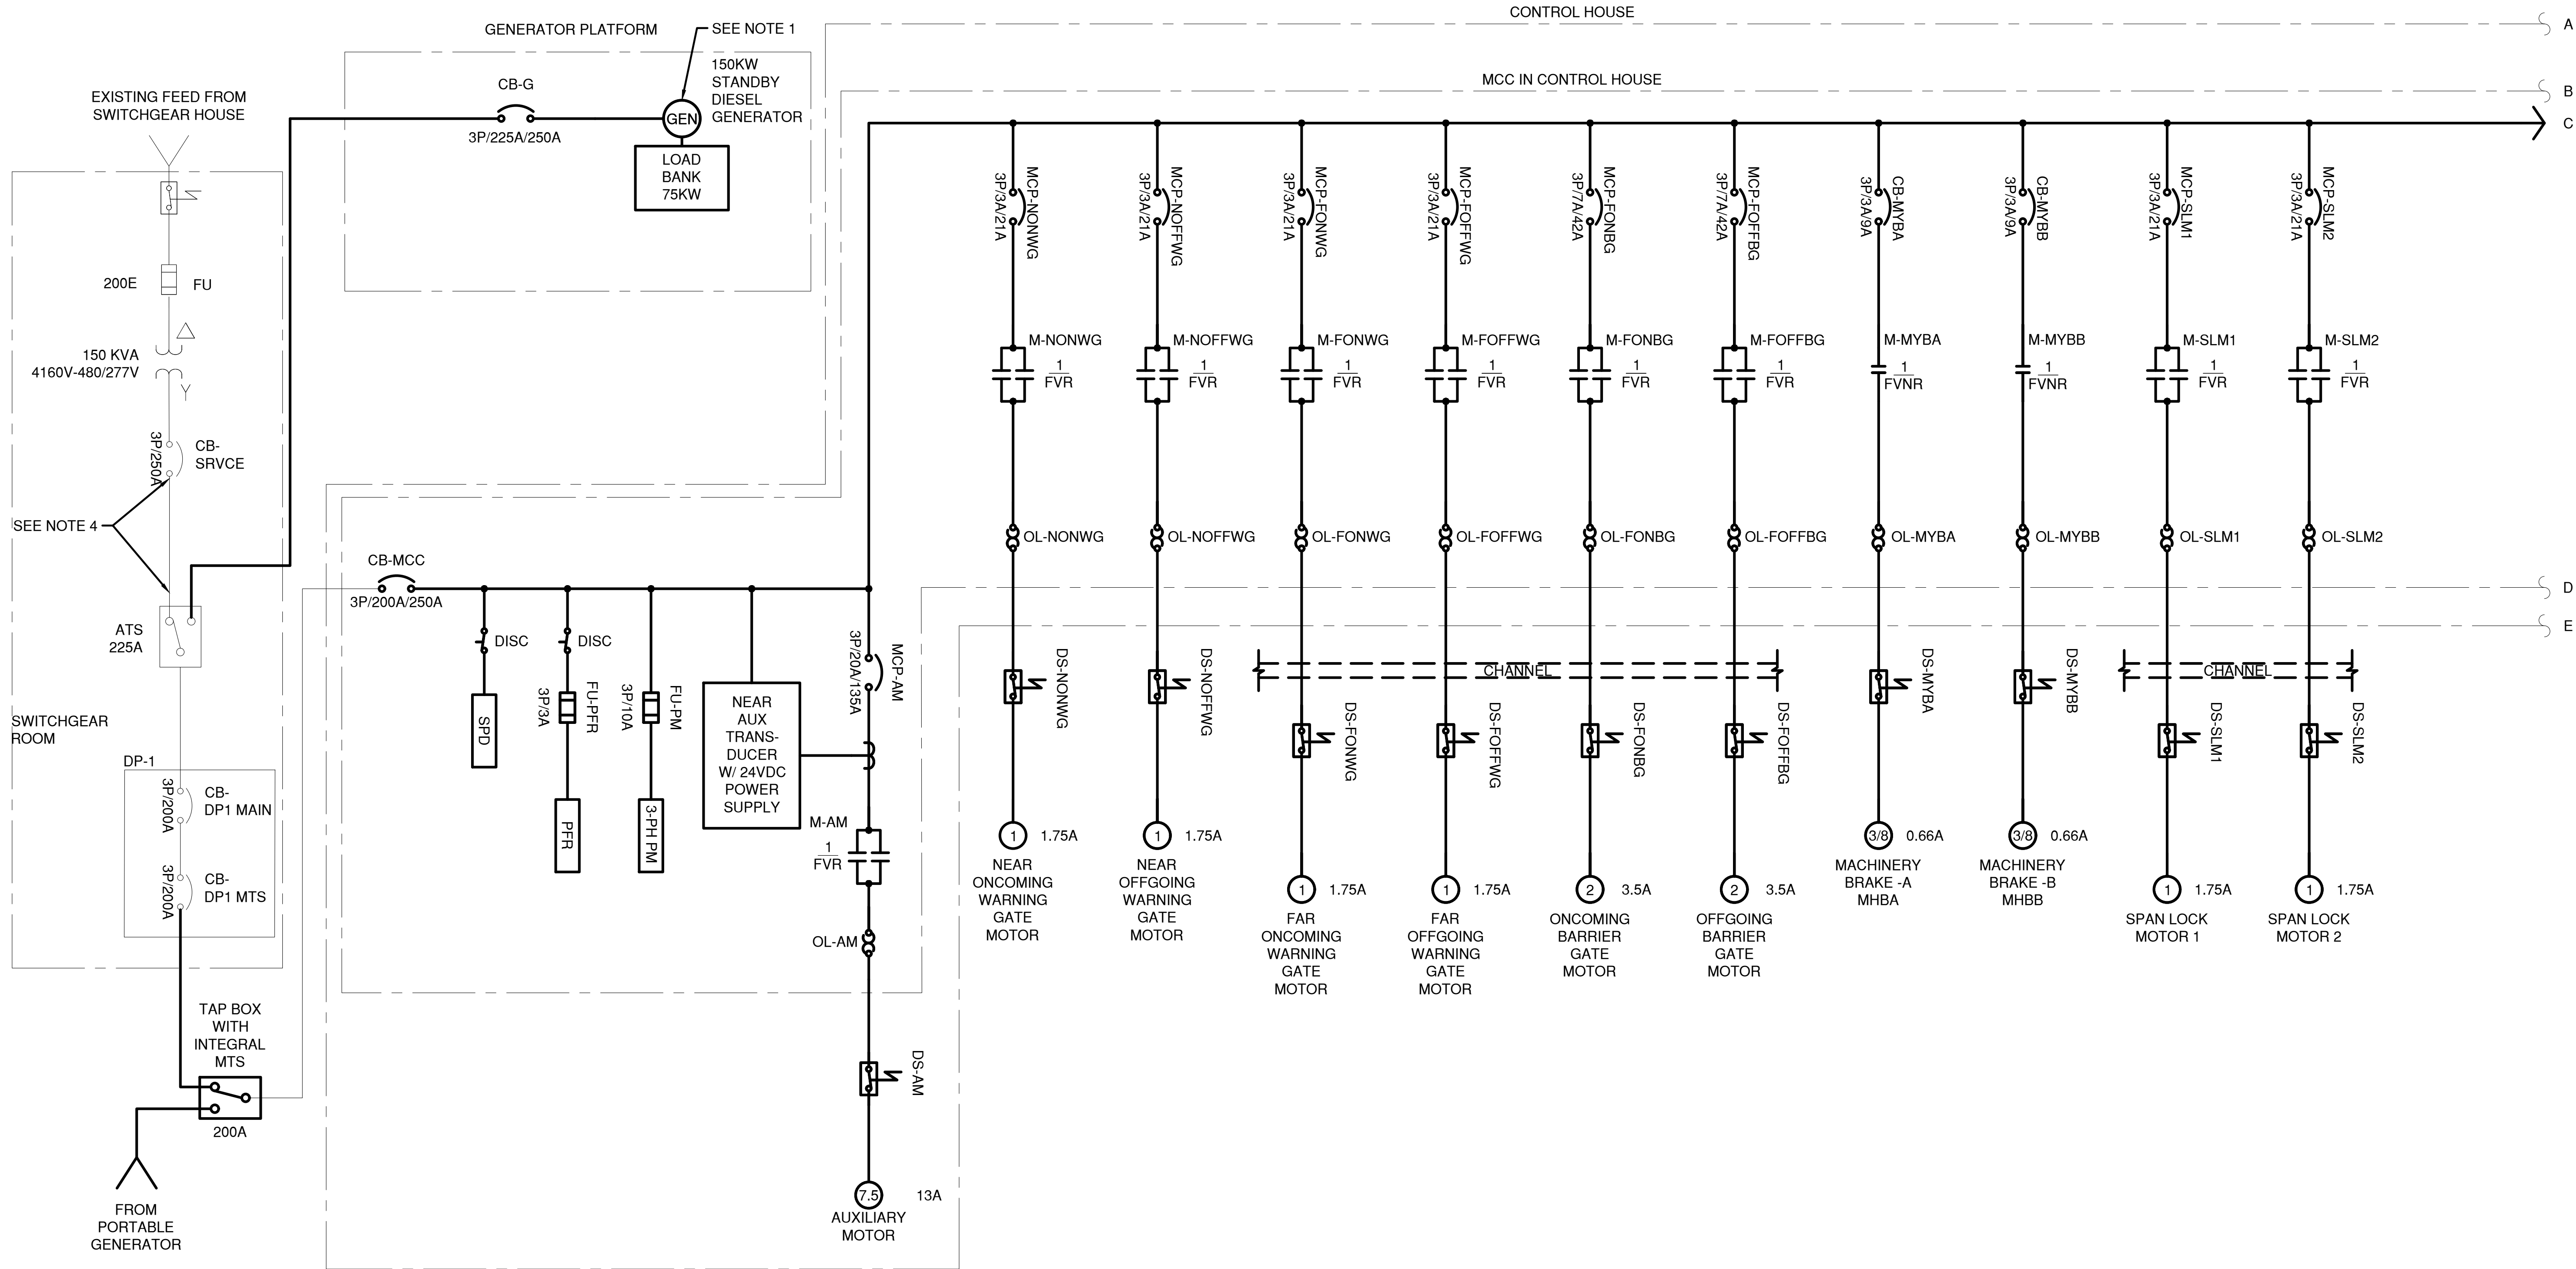 CONTROL HOUSE
A
GENERATOR PLATFORM
SEE NOTE 1
150KW
STANDBY
DIESEL
GENERATOR
CB-G
3P/225A/250A
GEN
LOAD
BANK
75KW
MCC IN CONTROL HOUSE
B
C
EXISTING FEED FROM
SWITCHGEAR HOUSE
200E
FU
150 KVA
4160V-480/277V
Y
3P/250A
CB-
SRVCE
SEE NOTE 4
ATS
225A
SWITCHGEAR
ROOM
DP-1
3P/200A
CB-
DP1 MAIN
3P/200A
CB-
DP1 MTS
TAP BOX
WITH
INTEGRAL
MTS
200A
FROM
PORTABLE
GENERATOR
CB-MCC
3P/200A/250A
DISC
SPD
DISC
FU-PFR
3P/3A
PFR
FU-PM
3P/10A
3-PH PM
NEAR
AUX
TRANS-
DUCER
W/ 24VDC
POWER
SUPPLY
MCP-AM
3P/20A/135A
M-AM
1
FVR
OL-AM
DS-AM
7.5
13A
AUXILIARY
MOTOR
MCP-NONWG
3P/3A/21A
M-NONWG
1
FVR
OL-NONWG
DS-NONWG
1
1.75A
NEAR
ONCOMING
WARNING
GATE
MOTOR
MCP-NOFFWG
3P/3A/21A
M-NOFFWG
1
FVR
OL-NOFFWG
DS-NOFFWG
1
1.75A
NEAR
OFFGOING
WARNING
GATE
MOTOR
MCP-FONWG
3P/3A/21A
M-FONWG
1
FVR
OL-FONWG
DS-FONWG
1
1.75A
FAR
ONCOMING
WARNING
GATE
MOTOR
MCP-FOFFWG
3P/3A/21A
M-FOFFWG
1
FVR
OL-FOFFWG
DS-FOFFWG
1
1.75A
FAR
OFFGOING
WARNING
GATE
MOTOR
CHANNEL
MCP-FONBG
3P/7A/42A
M-FONBG
1
FVR
OL-FONBG
DS-FONBG
2
3.5A
ONCOMING
BARRIER
GATE
MOTOR
MCP-FOFFBG
3P/7A/42A
M-FOFFBG
1
FVR
OL-FOFFBG
DS-FOFFBG
2
3.5A
OFFGOING
BARRIER
GATE
MOTOR
CB-MYBA
3P/3A/9A
M-MYBA
1
FVNR
OL-MYBA
DS-MYBA
3/8
0.66A
MACHINERY
BRAKE -A
MHBA
CB-MYBB
3P/3A/9A
M-MYBB
1
FVNR
OL-MYBB
DS-MYBB
3/8
0.66A
MACHINERY
BRAKE -B
MHBB
MCP-SLM1
3P/3A/21A
M-SLM1
1
FVR
OL-SLM1
CHANNEL
DS-SLM1
1
1.75A
SPAN LOCK
MOTOR 1
MCP-SLM2
3P/3A/21A
M-SLM2
1
FVR
OL-SLM2
DS-SLM2
1
1.75A
SPAN LOCK
MOTOR 2
D
E